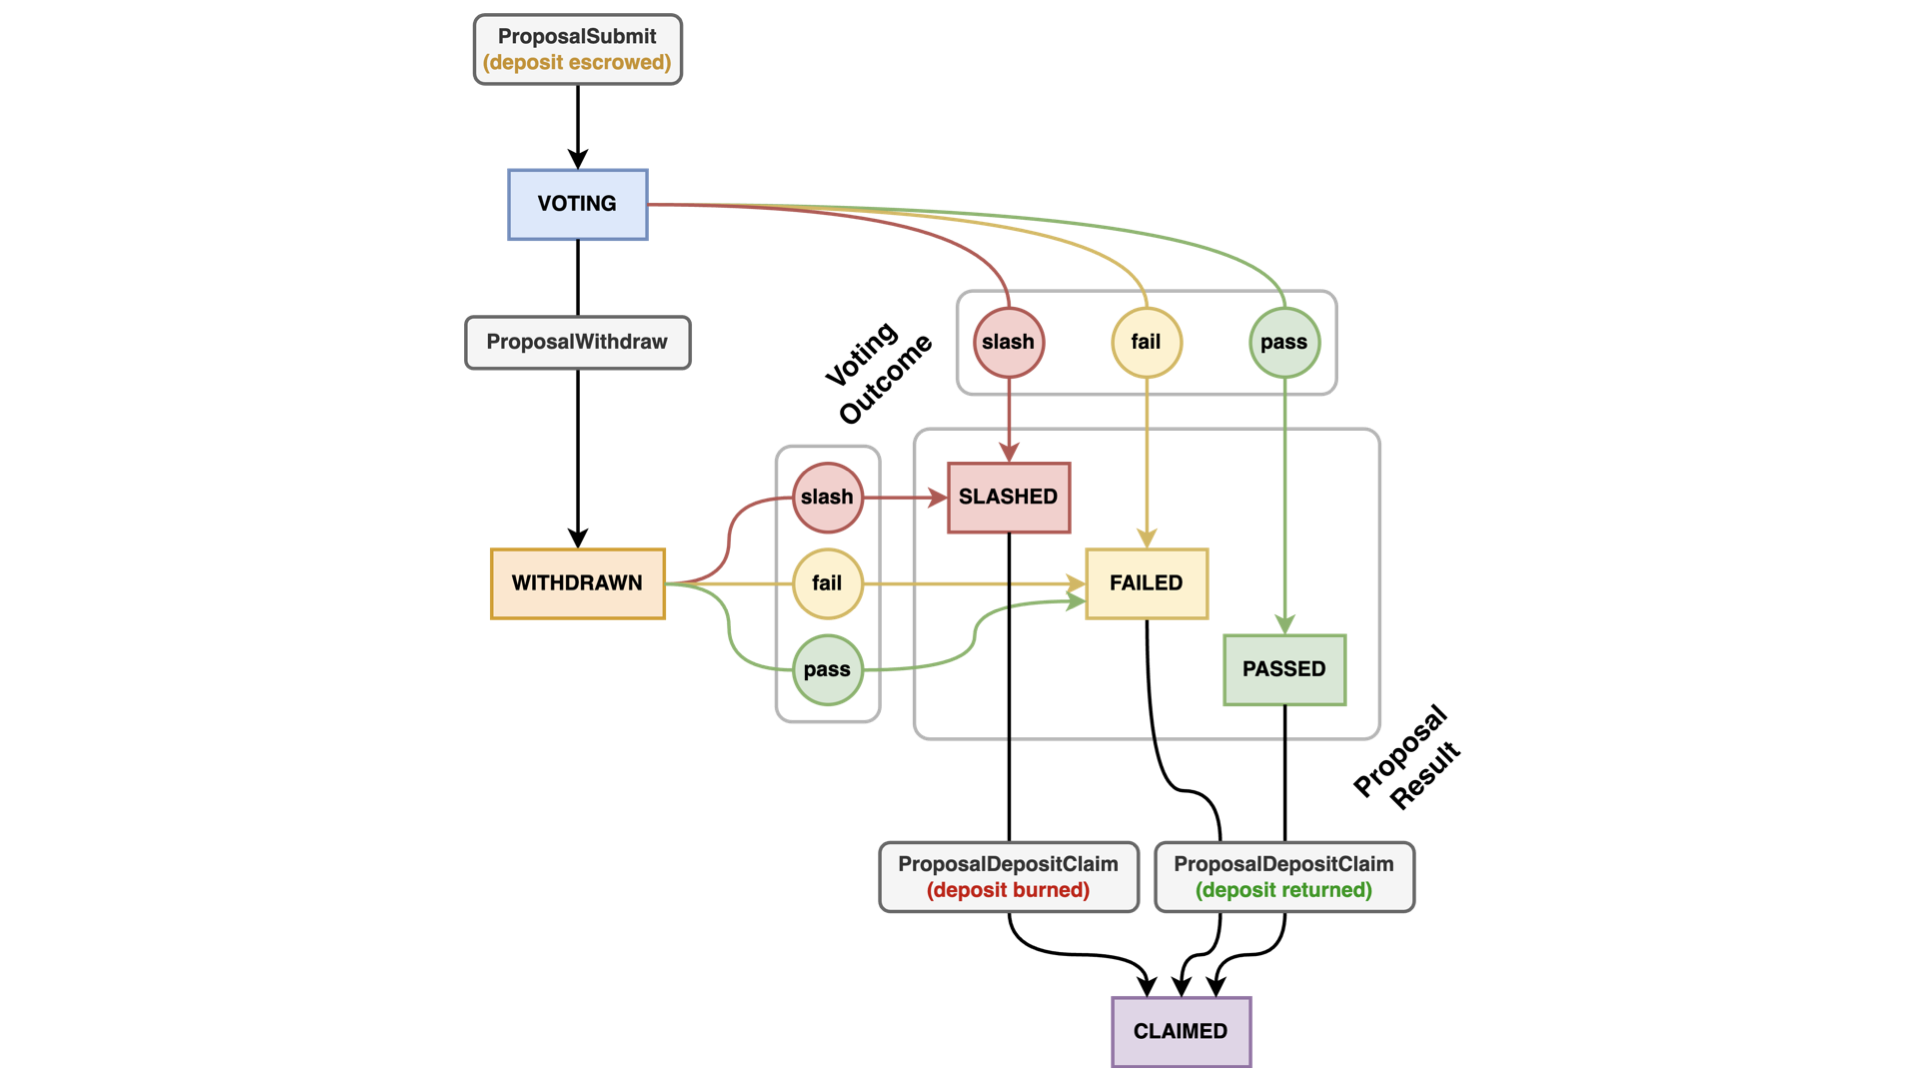 ProposalSubmit
(deposit escrowed)
VOTING
ProposalWithdraw
Voting
Outcome
slash
fail
pass
slash
fail
pass
WITHDRAWN
SLASHED
FAILED
PASSED
Proposal
Result
ProposalDepositClaim
(deposit burned)
ProposalDepositClaim
(deposit returned)
CLAIMED